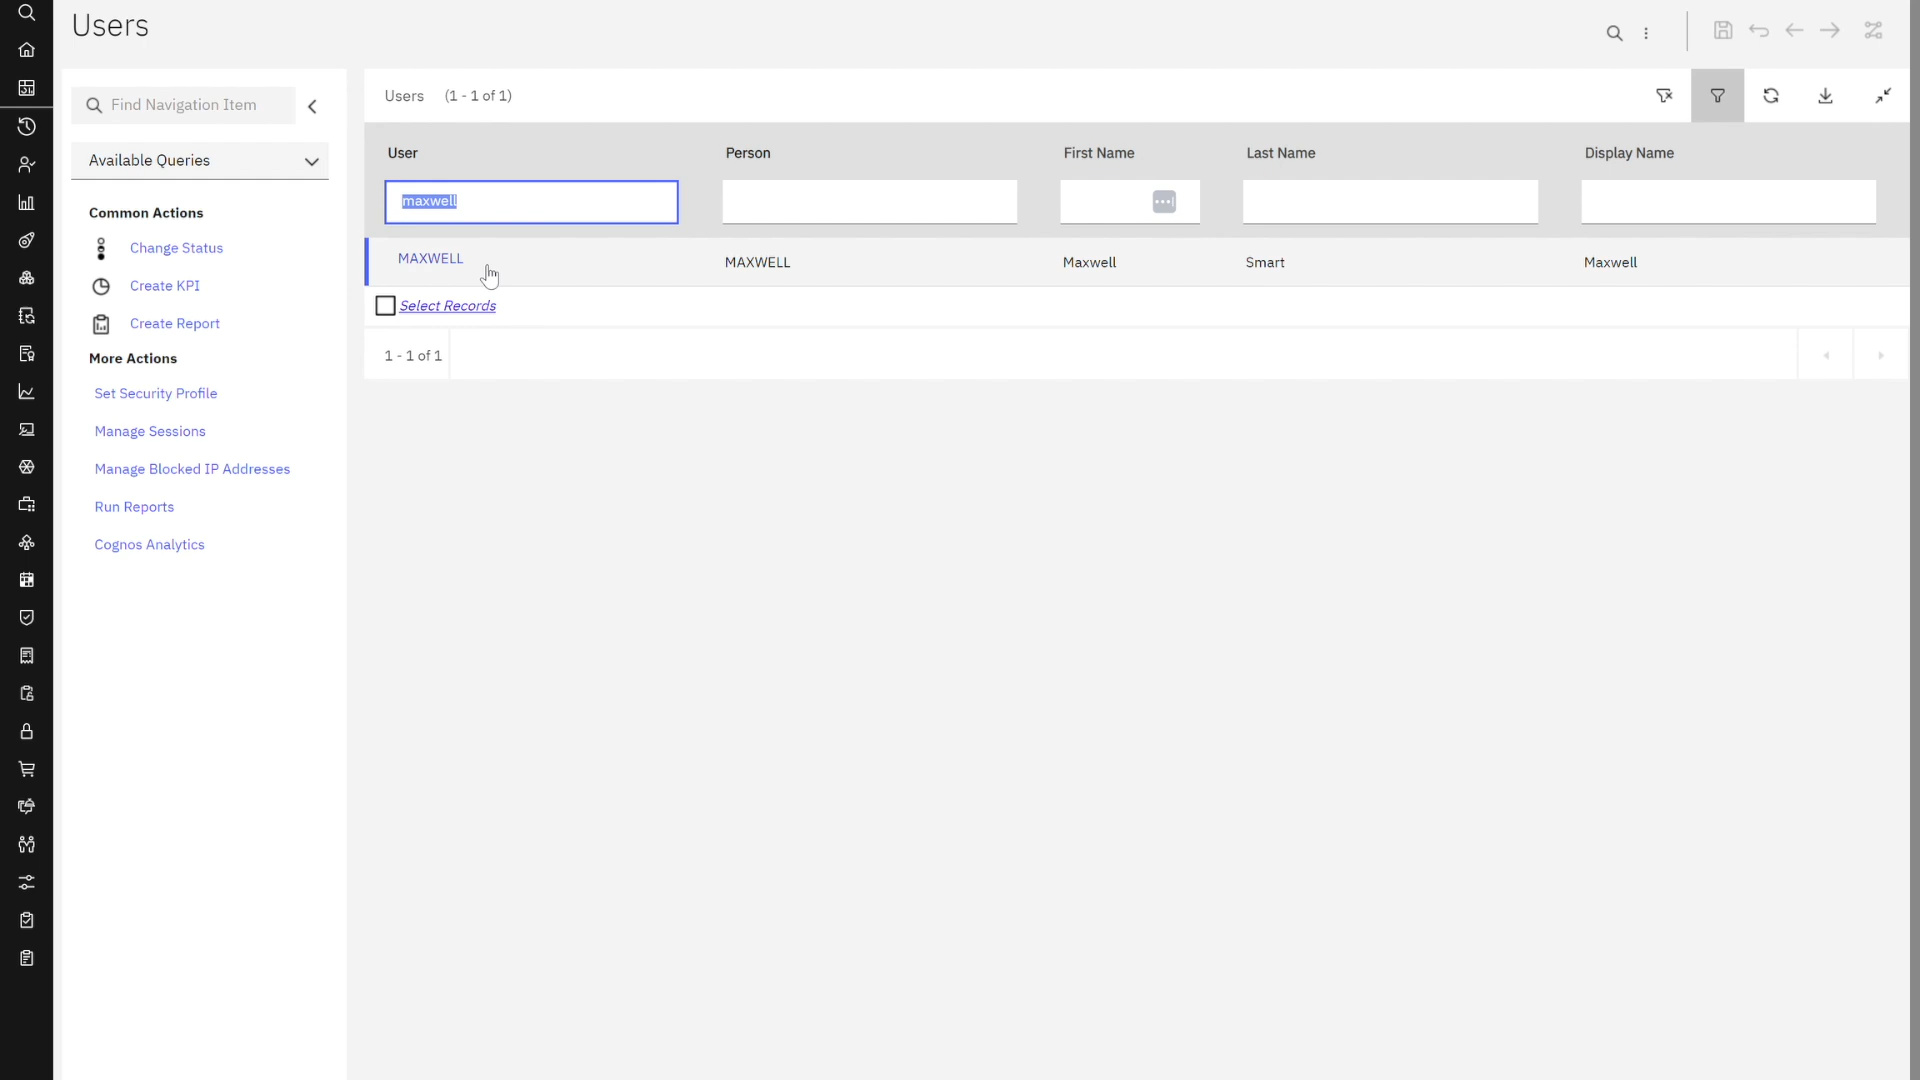 Users
Find Navigation Item
Available Queries
Common Actions
Change Status
Create KPI
Create Report
More Actions
Set Security Profile
Manage Sessions
Manage Blocked IP Addresses
Run Reports
Cognos Analytics
Users (1 - 1 of 1)
User Person First Name Last Name Display Name
maxwell
MAXWELL MAXWELL Maxwell Smart Maxwell
Select Records
1 - 1 of 1